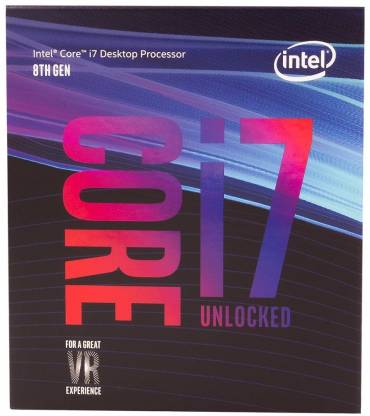 Intel® Core™ i7 Desktop Processor
8TH GEN
intel
CORE
i7
UNLOCKED
FOR A GREAT
VR
EXPERIENCE